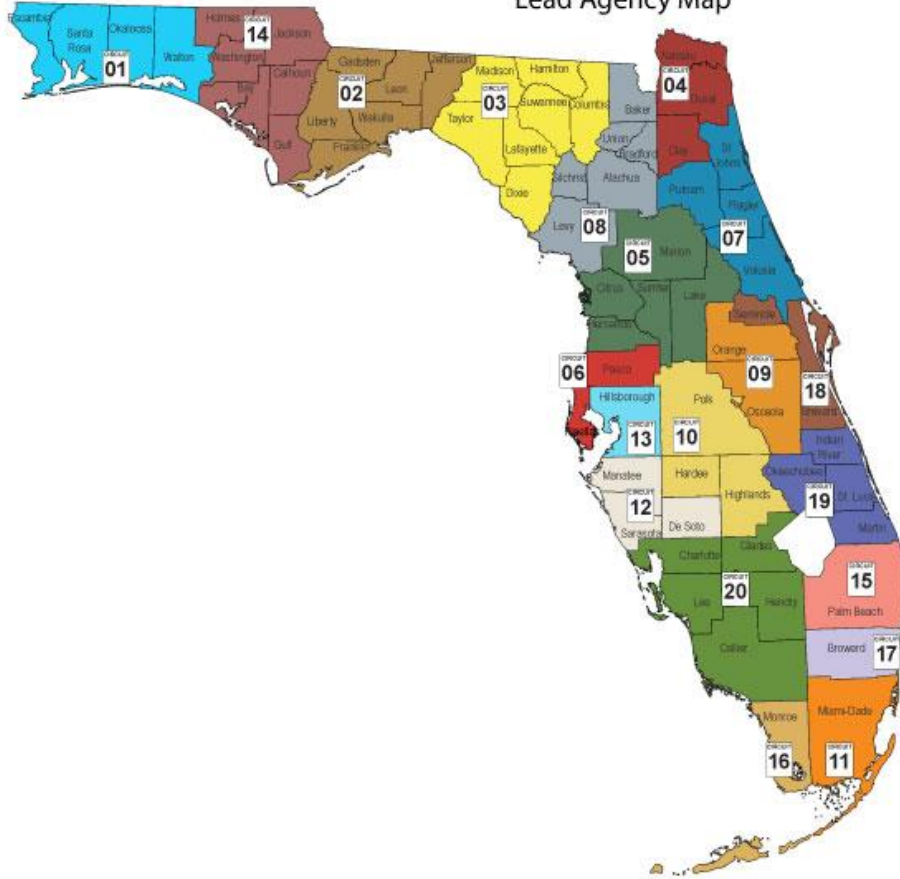 Lead Agency Map
Escambia
Santa
Rosa
Okaloosa
Walton
CIRCUIT
01
Holmes
CIRCUIT
14
Jackson
Washington
Calhoun
Bay
Gulf
Gadsden
Jefferson
CIRCUIT
02
Leon
Liberty
Wakulla
Franklin
Madison
Hamilton
CIRCUIT
03
Suwannee
Columbia
Taylor
Lafayette
Dixie
Nassau
CIRCUIT
04
Duval
Clay
Baker
Union
Bradford
Gilchrist
Alachua
Levy
CIRCUIT
08
St
Johns
Putnam
Flagler
CIRCUIT
07
Volusia
CIRCUIT
05
Marion
Citrus
Sumter
Lake
Hernando
Seminole
Orange
CIRCUIT
09
Osceola
CIRCUIT
18
Brevard
CIRCUIT
06
Pasco
Hillsborough
CIRCUIT
13
Polk
CIRCUIT
10
Hardee
Highlands
Manatee
CIRCUIT
12
Sarasota
De Soto
Indian
River
Okeechobee
CIRCUIT
19
St. Lucie
Martin
Charlotte
Glades
CIRCUIT
20
Lee
Hendry
Collier
CIRCUIT
15
Palm Beach
Broward
CIRCUIT
17
Monroe
CIRCUIT
16
Miami-Dade
CIRCUIT
11